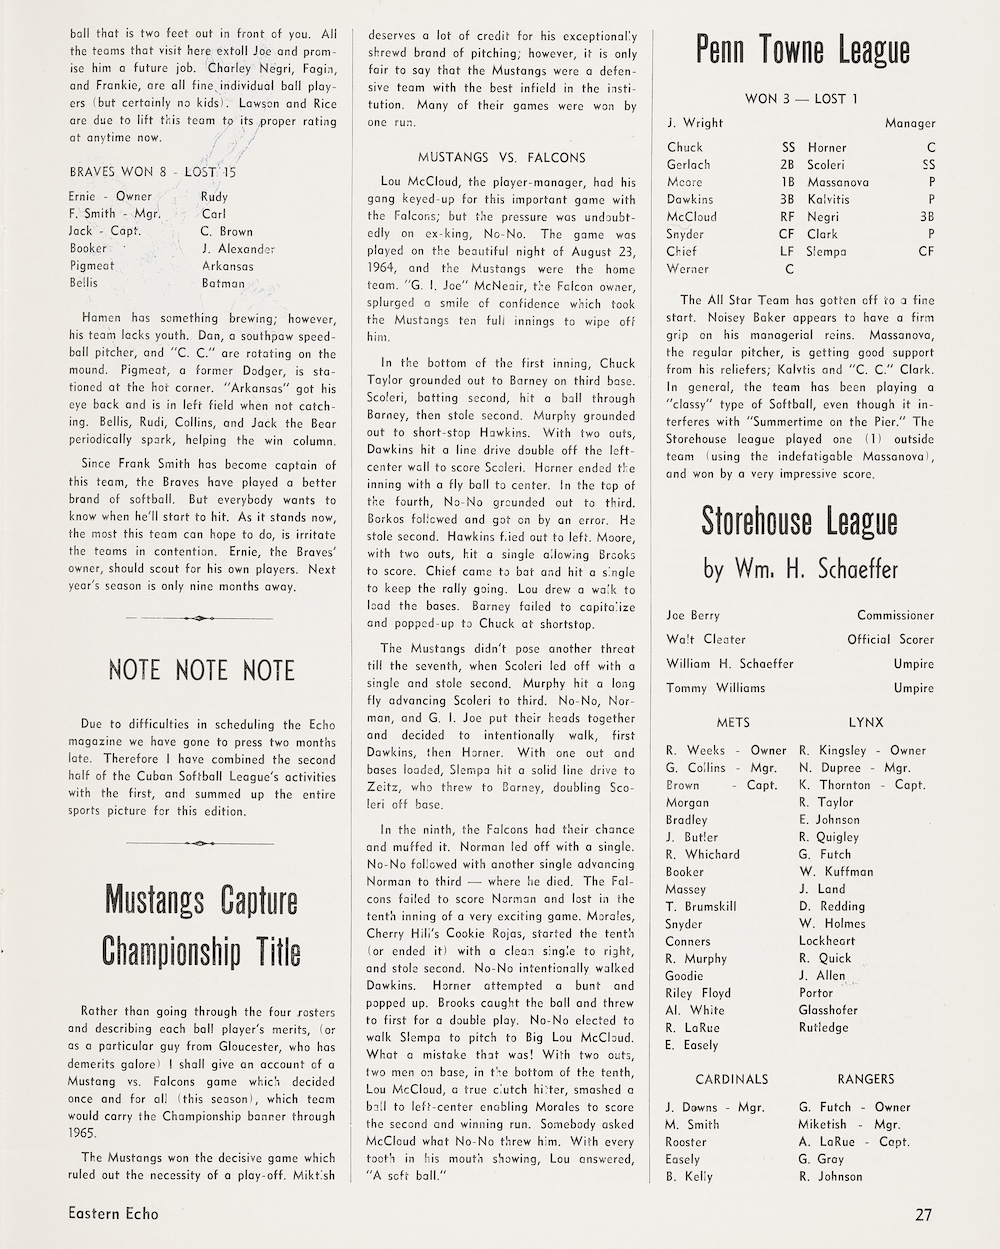 ball that is two feet out in front of you. All
the teams that visit here extoll Joe and prom-
ise him a future job. Charley Negri, Fagin,
and Frankie, are all fine individual ball play-
ers (but certainly no kids). Lawson and Rice
are due to lift this team to its proper rating
at anytime now.
BRAVES WON 8 - LOST 15
Ernie - Owner Rudy
F. Smith - Mgr. Carl
Jack - Capt. C. Brown
Booker J. Alexander
Pigmeat Arkansas
Bellis Batman
Hamen has something brewing; however,
his team lacks youth. Dan, a southpaw speed-
ball pitcher, and "C. C." are rotating on the
mound. Pigmeat, a former Dodger, is sta-
tioned at the hot corner. "Arkansas" got his
eye back and is in left field when not catch-
ing. Bellis, Rudi, Collins, and Jack the Bear
periodically spark, helping the win column.
Since Frank Smith has become captain of
this team, the Braves have played a better
brand of softball. But everybody wants to
know when he'll start to hit. As it stands now,
the most this team can hope to do, is irritate
the teams in contention. Ernie, the Braves'
owner, should scout for his own players. Next
year's season is only nine months away.
NOTE NOTE NOTE
Due to difficulties in scheduling the Echo
magazine we have gone to press two months
late. Therefore I have combined the second
half of the Cuban Softball League's activities
with the first, and summed up the entire
sports picture for this edition.
Mustangs Capture
Championship Title
Rather than going through the four rosters
and describing each ball player's merits, (or
as a particular guy from Gloucester, who has
demerits galore) I shall give an account of a
Mustang vs. Falcons game which decided
once and for all (this season), which team
would carry the Championship banner through
1965.
The Mustangs won the decisive game which
ruled out the necessity of a play-off. Miktish
deserves a lot of credit for his exceptionally
shrewd brand of pitching; however, it is only
fair to say that the Mustangs were a defen-
sive team with the best infield in the insti-
tution. Many of their games were won by
one run.
MUSTANGS VS. FALCONS
Lou McCloud, the player-manager, had his
gang keyed-up for this important game with
the Falcons; but the pressure was undoubt-
edly on ex-king, No-No. The game was
played on the beautiful night of August 23,
1964, and the Mustangs were the home
team. "G. I. Joe" McNeair, the Falcon owner,
splurged a smile of confidence which took
the Mustangs ten full innings to wipe off
him.
In the bottom of the first inning, Chuck
Taylor grounded out to Barney on third base.
Scoleri, batting second, hit a ball through
Barney, then stole second. Murphy grounded
out to short-stop Hawkins. With two outs,
Dawkins hit a line drive double off the left-
center wall to score Scoleri. Horner ended the
inning with a fly ball to center. In the top of
the fourth, No-No grounded out to third.
Borkos followed and got on by an error. He
stole second. Hawkins flied out to left. Moore,
with two outs, hit a single allowing Brooks
to score. Chief came to bat and hit a single
to keep the rally going. Lou drew a walk to
load the bases. Barney failed to capitalize
and popped-up to Chuck at shortstop.
The Mustangs didn't pose another threat
till the seventh, when Scoleri led off with a
single and stole second. Murphy hit a long
fly advancing Scoleri to third. No-No, Nor-
man, and G. I. Joe put their heads together
and decided to intentionally walk, first
Dawkins, then Horner. With one out and
bases loaded, Slempa hit a solid line drive to
Zeitz, who threw to Barney, doubling Sco-
leri off base.
In the ninth, the Falcons had their chance
and muffed it. Norman led off with a single.
No-No followed with another single advancing
Norman to third — where he died. The Fal-
cons failed to score Norman and lost in the
tenth inning of a very exciting game. Morales,
Cherry Hill's Cookie Rojas, started the tenth
(or ended it) with a clean single to right,
and stole second. No-No intentionally walked
Dawkins. Horner attempted a bunt and
popped up. Brooks caught the ball and threw
to first for a double play. No-No elected to
walk Slempa to pitch to Big Lou McCloud.
What a mistake that was! With two outs,
two men on base, in the bottom of the tenth,
Lou McCloud, a true clutch hitter, smashed a
ball to left-center enabling Morales to score
the second and winning run. Somebody asked
McCloud what No-No threw him. With every
tooth in his mouth showing, Lou answered,
"A soft ball."
Penn Towne League
WON 3 — LOST 1
J. Wright Manager
Chuck SS Horner C
Gerlach 2B Scoleri SS
Moore 1B Massanova P
Dawkins 3B Kalvitis P
McCloud RF Negri 3B
Snyder CF Clark P
Chief LF Slempa CF
Werner C
The All Star Team has gotten off to a fine
start. Noisey Baker appears to have a firm
grip on his managerial reins. Massanova,
the regular pitcher, is getting good support
from his reliefers; Kalvtis and "C. C." Clark.
In general, the team has been playing a
"classy" type of Softball, even though it in-
terferes with "Summertime on the Pier." The
Storehouse league played one (1) outside
team (using the indefatigable Massanova),
and won by a very impressive score.
Storehouse League
by Wm. H. Schaeffer
Joe Berry Commissioner
Walt Cleater Official Scorer
William H. Schaeffer Umpire
Tommy Williams Umpire
METS LYNX
R. Weeks - Owner R. Kingsley - Owner
G. Collins - Mgr. N. Dupree - Mgr.
Brown - Capt. K. Thornton - Capt.
Morgan R. Taylor
Bradley E. Johnson
J. Butler R. Quigley
R. Whichard G. Futch
Booker W. Kuffman
Massey J. Land
T. Brumskill D. Redding
Snyder W. Holmes
Conners Lockheart
R. Murphy R. Quick
Goodie J. Allen
Riley Floyd Portor
Al. White Glasshofer
R. LaRue Rutledge
E. Easely
CARDINALS RANGERS
J. Downs - Mgr. G. Futch - Owner
M. Smith Miketish - Mgr.
Rooster A. LaRue - Capt.
Easely G. Gray
B. Kelly R. Johnson
Eastern Echo 27